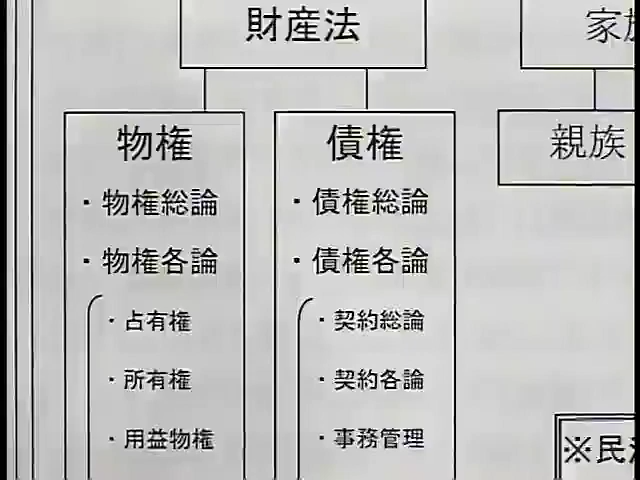 財産法
家
物権
・物権総論
・物権各論
・占有権
・所有権
・用益物権
債権
・債権総論
・債権各論
・契約総論
・契約各論
・事務管理
親族
※民